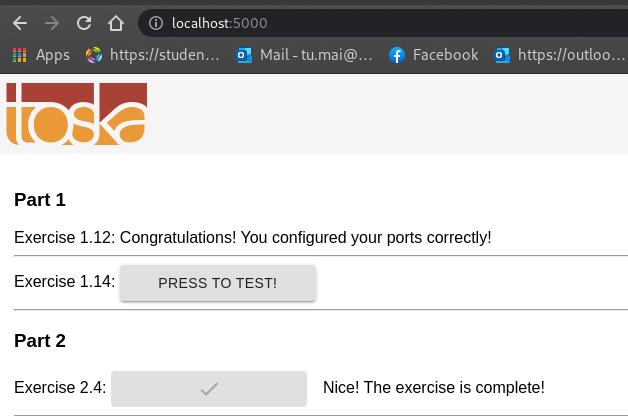 localhost:5000
Apps https://studen... Mail - tu.mai@... Facebook https://outloo...
toska
Part 1
Exercise 1.12: Congratulations! You configured your ports correctly!
Exercise 1.14: PRESS TO TEST!
Part 2
Exercise 2.4: Nice! The exercise is complete!